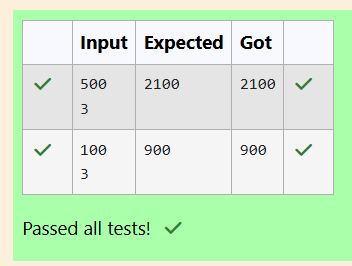 Input Expected Got
500 2100 2100
3
100 900 900
3
Passed all tests!